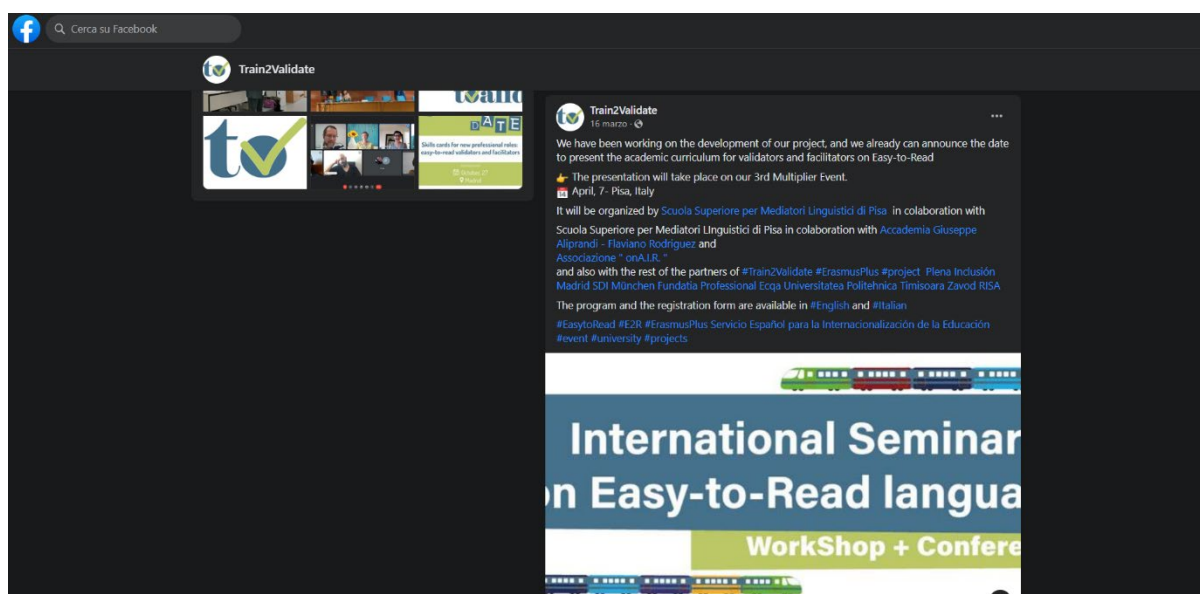 Cerca su Facebook
Train2Validate
DATE
Skills cards for new professional roles:
easy-to-read validators and facilitators
October, 27
Madrid
Train2Validate
16 marzo ·
We have been working on the development of our project, and we already can announce the date
to present the academic curriculum for validators and facilitators on Easy-to-Read
The presentation will take place on our 3rd Multiplier Event.
April, 7- Pisa, Italy
It will be organized by Scuola Superiore per Mediatori Linguistici di Pisa in colaboration with
Scuola Superiore per Mediatori LInguistici di Pisa in colaboration with Accademia Giuseppe
Aliprandi - Flaviano Rodriguez and
Associazione " onA.I.R. "
and also with the rest of the partners of #Train2Validate #ErasmusPlus #project Plena Inclusión
Madrid SDI München Fundatia Professional Ecqa Universitatea Politehnica Timisoara Zavod RISA
The program and the registration form are available in #English and #Italian
#EasytoRead #E2R #ErasmusPlus Servicio Español para la Internacionalización de la Educación
#event #university #projects
International Seminar
n Easy-to-Read langua
WorkShop + Confere